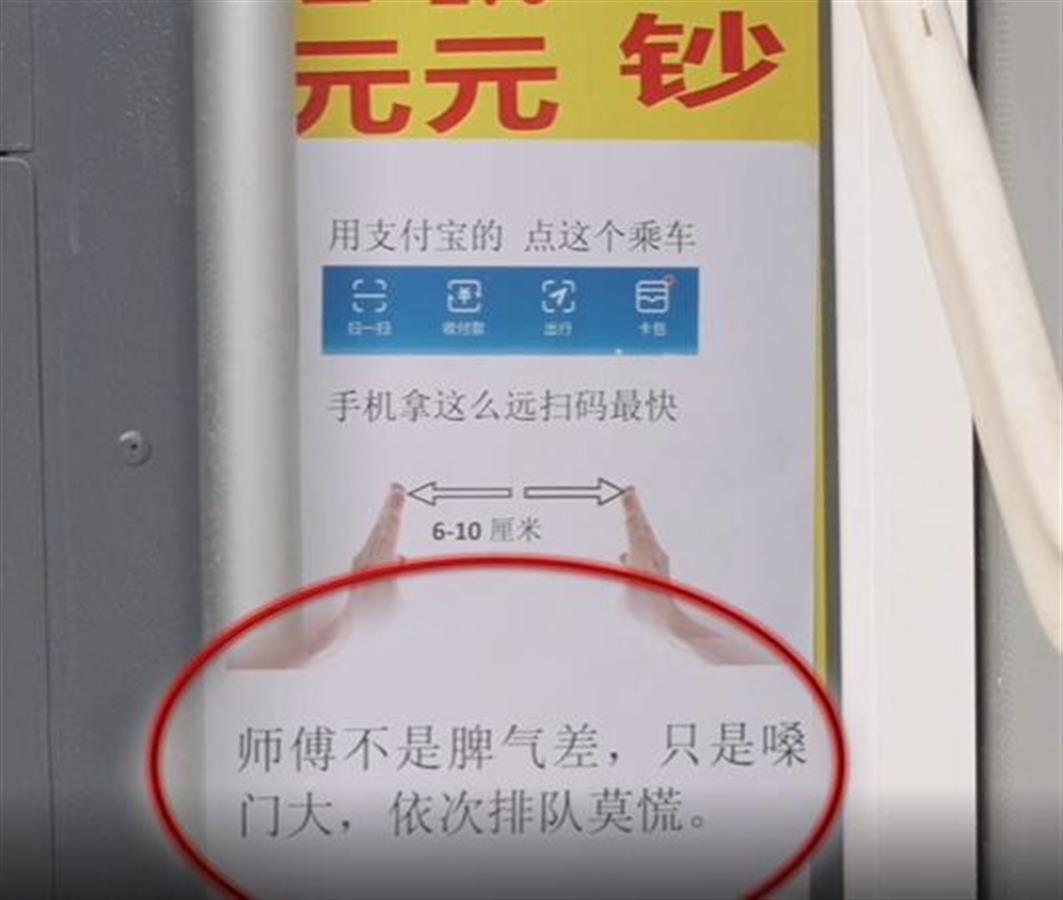 元元 钞
用支付宝的 点这个乘车
扫一扫 收付款 出行 卡包
手机拿这么远扫码最快
6-10 厘米
师傅不是脾气差，只是嗓
门大，依次排队莫慌。